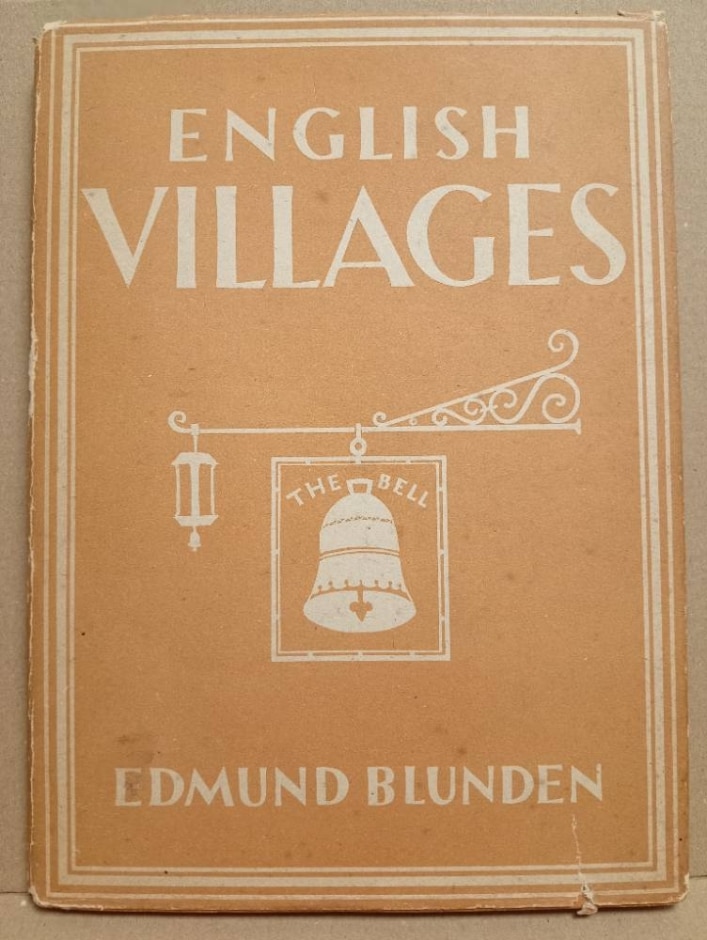 ENGLISH
VILLAGES
THE BELL
EDMUND BLUNDEN